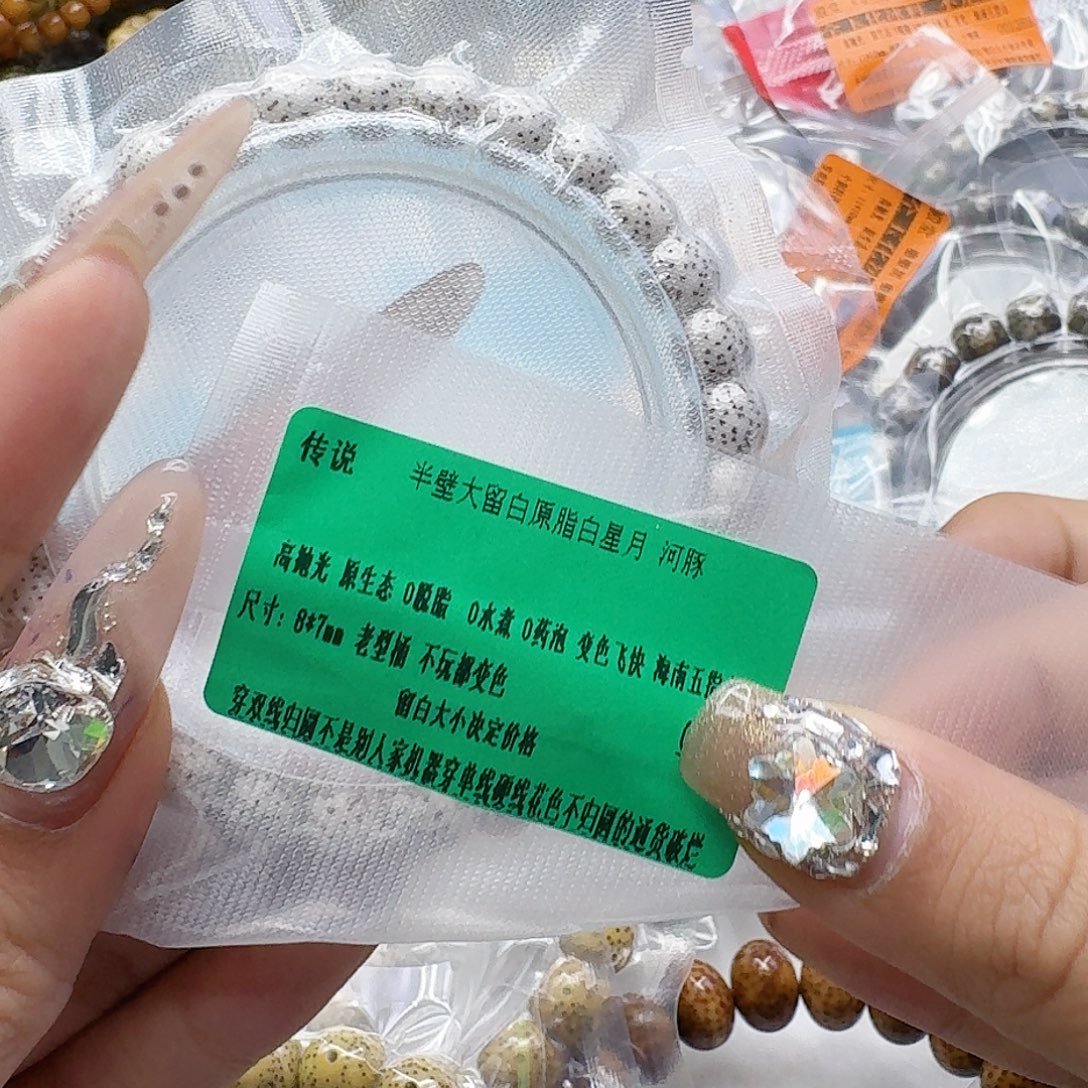 传说 半壁大留白原脂白星月 河豚
高抛光 原生态 0脱脂 0水煮 0药泡 变色飞快 海南五指
尺寸：8*7mm 老型桶 不玩都变色
留白大小决定价格
穿双线归圆不是别人家机器穿单线硬线花色不归圆的通货破烂